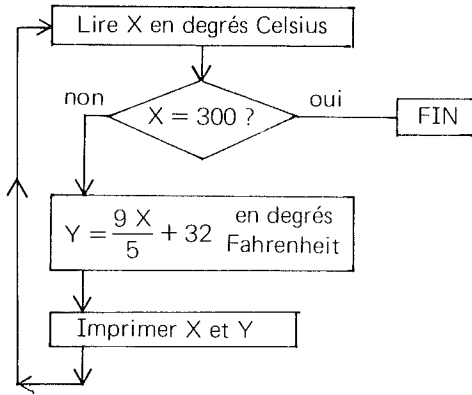 Lire X en degrés Celsius
non
X = 300 ?
oui
FIN
Y = 9 X / 5 + 32 en degrés
Fahrenheit
Imprimer X et Y